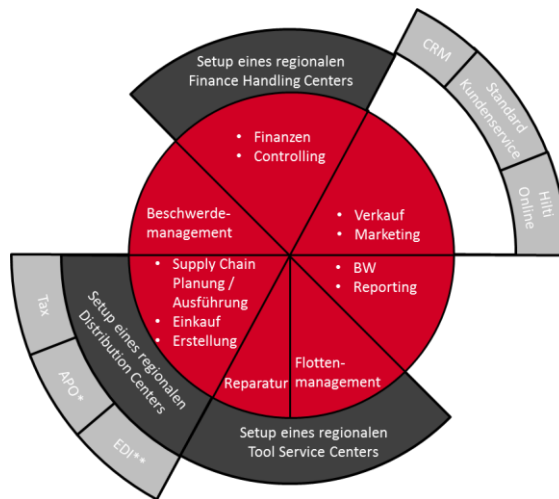 Setup eines regionalen
Finance Handling Centers
CRM
Standard
Kundenservice
Hilti
Online
• Finanzen
• Controlling
Beschwerde-
management
• Verkauf
• Marketing
• Supply Chain
Planung /
Ausführung
• Einkauf
• Erstellung
• BW
• Reporting
Flotten-
management
Reparatur
Tax
APO*
EDI**
Setup eines regionalen
Distribution Centers
Setup eines regionalen
Tool Service Centers